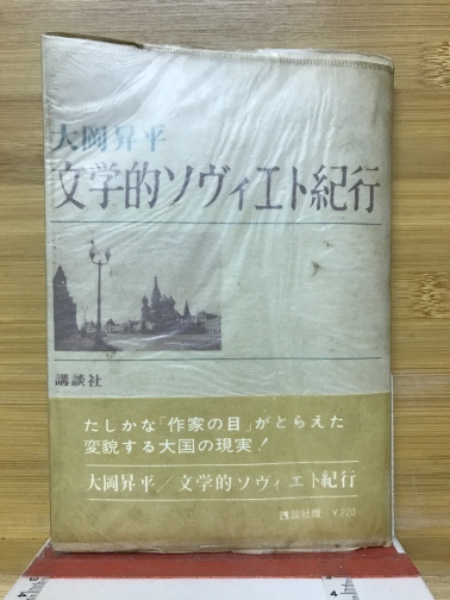 大岡昇平
文学的ソヴィエト紀行
講談社
たしかな「作家の目」がとらえた
変貌する大国の現実!
大岡昇平/文学的ソヴィエト紀行
講談社版 ¥220